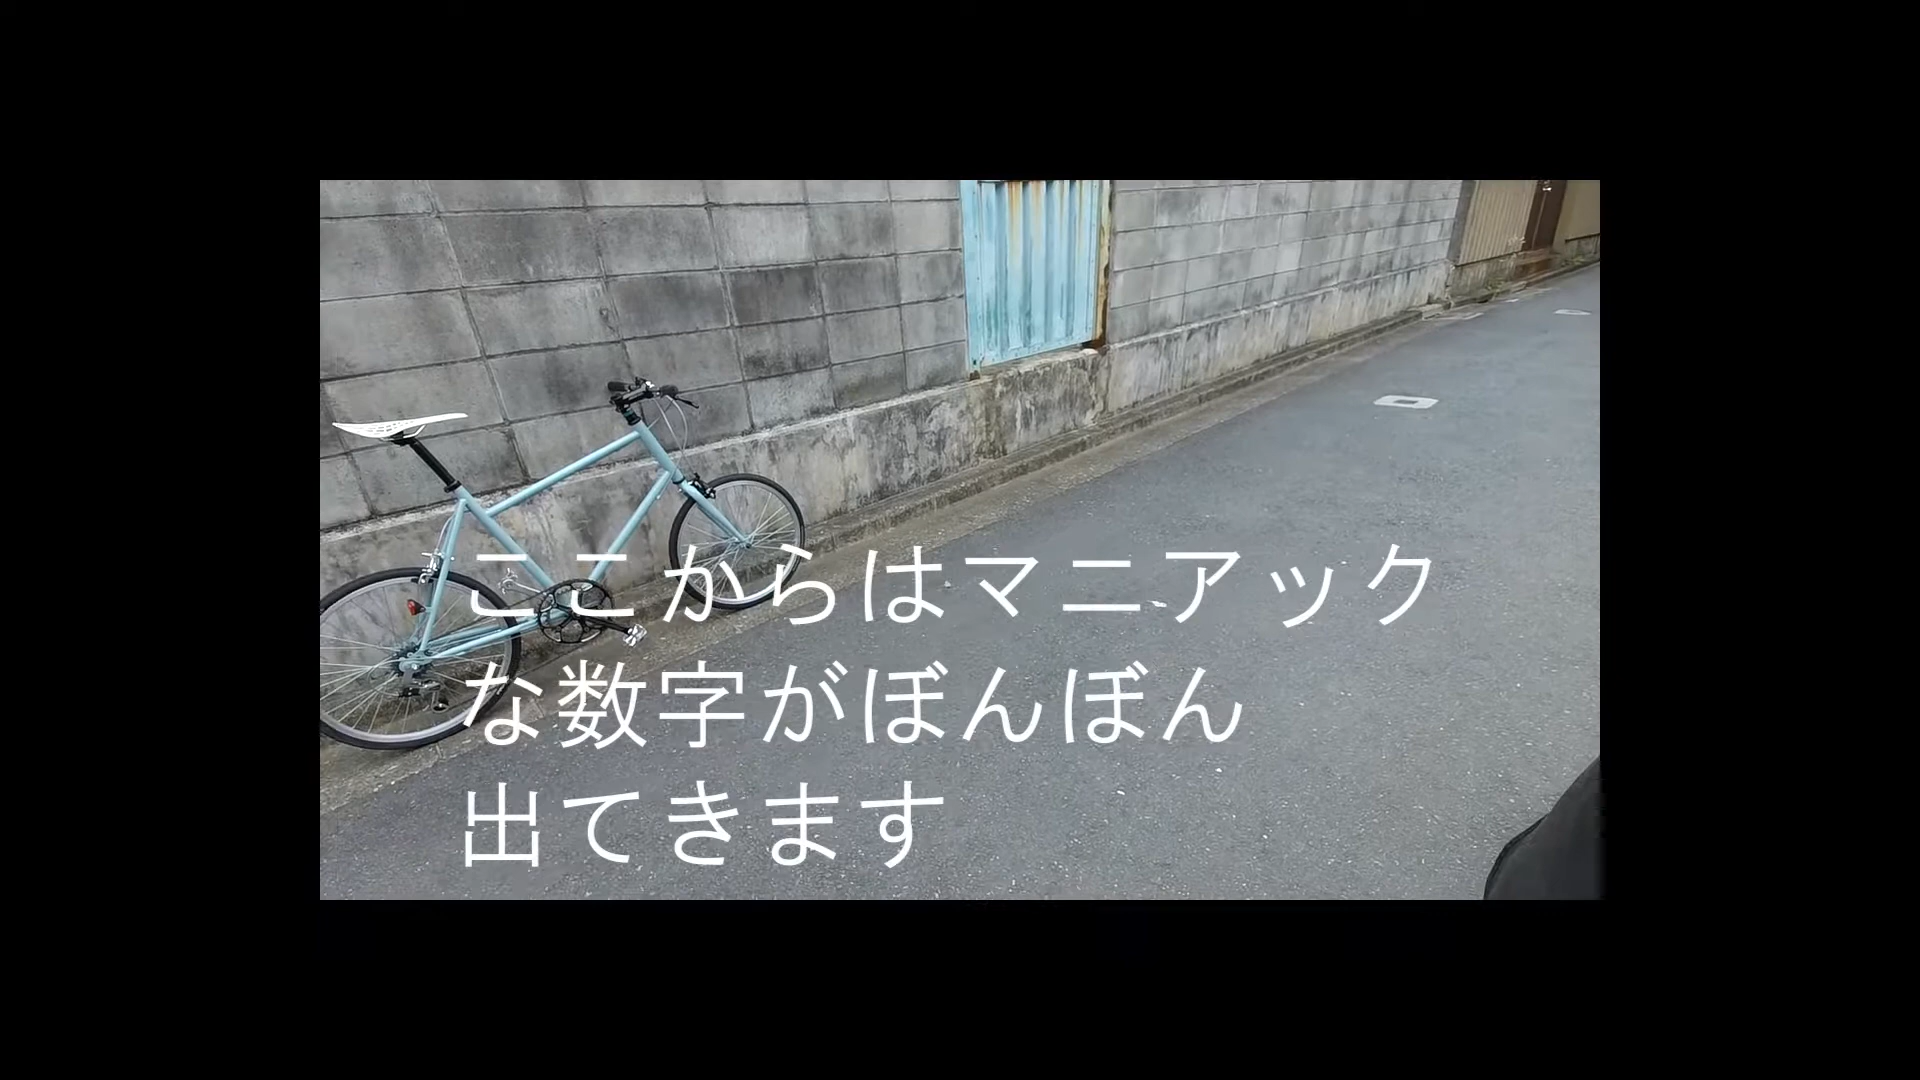 ここからはマニアック
な数字がぼんぼん
出てきます